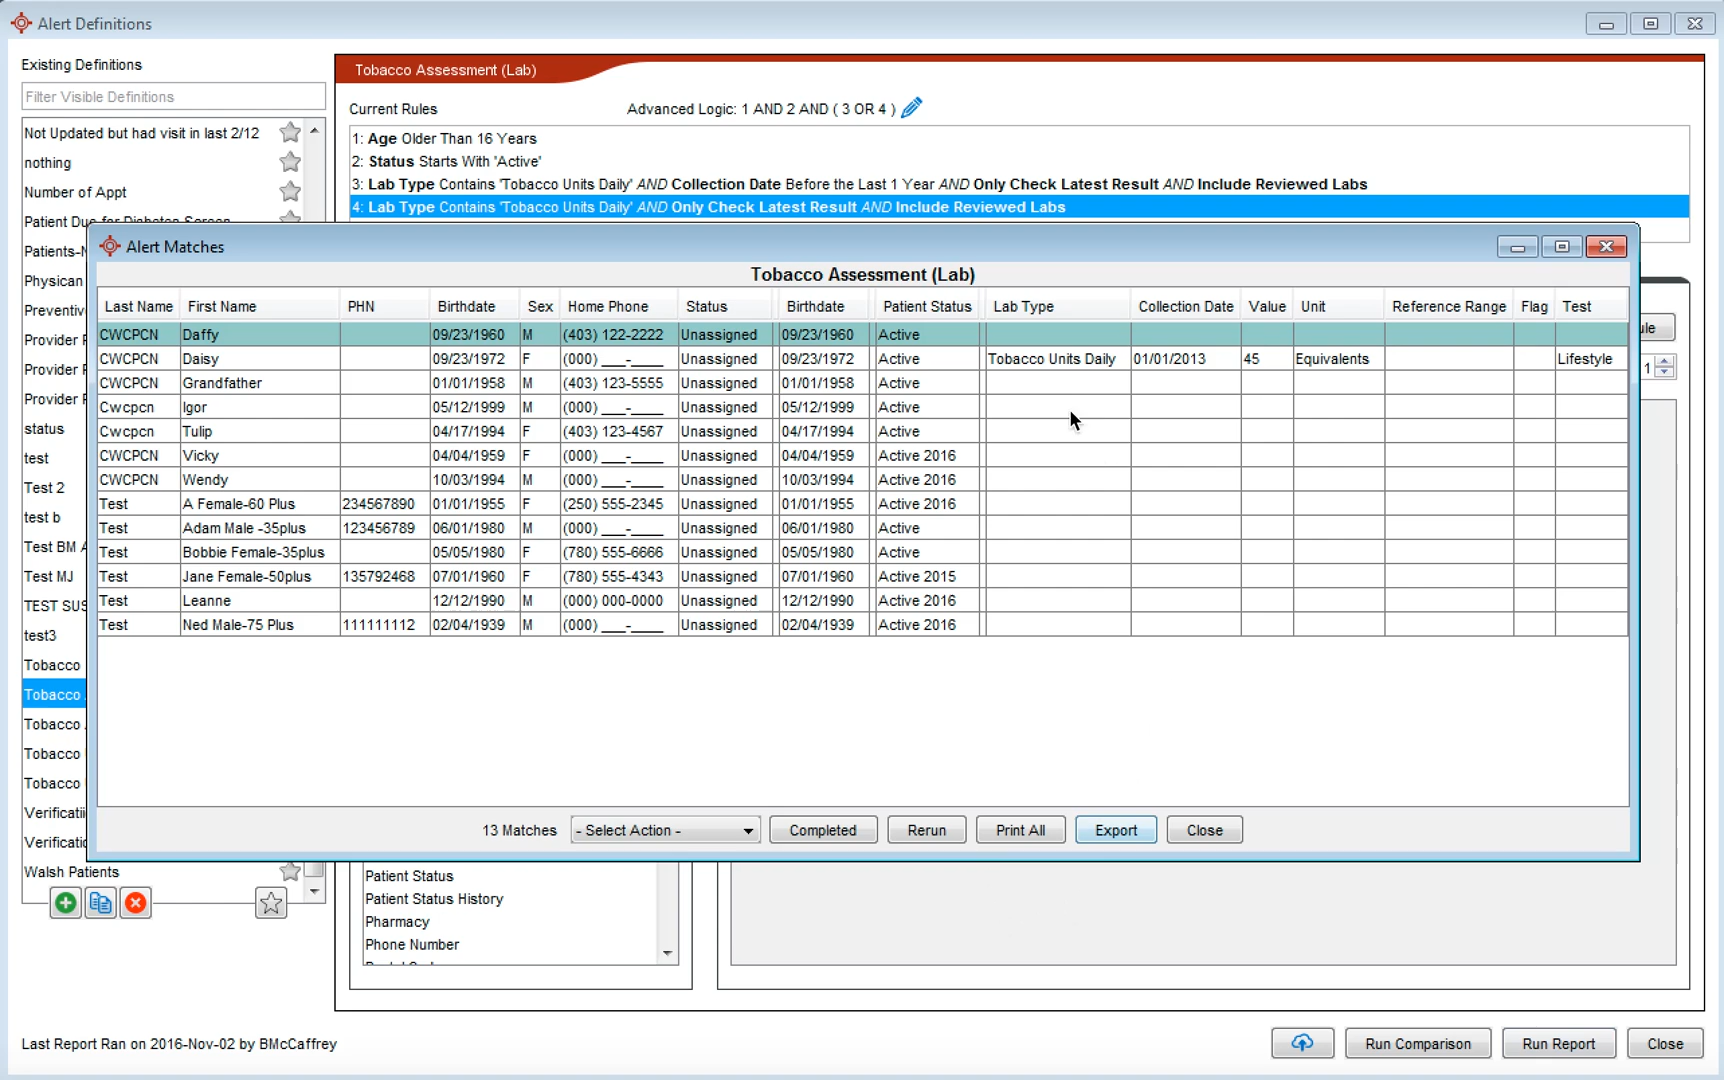 Alert Definitions
Existing Definitions
Filter Visible Definitions
Not Updated but had visit in last 2/12
nothing
Number of Appt
Patient Due for Diabetes Screen
Patients-N
Physican
Preventiv
Provider F
Provider F
Provider F
status
test
Test 2
test b
Test BM A
Test MJ
TEST SUS
test3
Tobacco
Tobacco
Tobacco
Tobacco
Tobacco
Verificatii
Verificatio
Walsh Patients
Tobacco Assessment (Lab)
Current Rules Advanced Logic: 1 AND 2 AND ( 3 OR 4 )
1: Age Older Than 16 Years
2: Status Starts With 'Active'
3: Lab Type Contains 'Tobacco Units Daily' AND Collection Date Before the Last 1 Year AND Only Check Latest Result AND Include Reviewed Labs
4: Lab Type Contains 'Tobacco Units Daily' AND Only Check Latest Result AND Include Reviewed Labs
ule
1
Alert Matches
Tobacco Assessment (Lab)
Last Name First Name PHN Birthdate Sex Home Phone Status Birthdate Patient Status Lab Type Collection Date Value Unit Reference Range Flag Test
CWCPCN Daffy 09/23/1960 M (403) 122-2222 Unassigned 09/23/1960 Active
CWCPCN Daisy 09/23/1972 F (000) ___-____ Unassigned 09/23/1972 Active Tobacco Units Daily 01/01/2013 45 Equivalents Lifestyle
CWCPCN Grandfather 01/01/1958 M (403) 123-5555 Unassigned 01/01/1958 Active
Cwcpcn Igor 05/12/1999 M (000) ___-____ Unassigned 05/12/1999 Active
Cwcpcn Tulip 04/17/1994 F (403) 123-4567 Unassigned 04/17/1994 Active
CWCPCN Vicky 04/04/1959 F (000) ___-____ Unassigned 04/04/1959 Active 2016
CWCPCN Wendy 10/03/1994 M (000) ___-____ Unassigned 10/03/1994 Active 2016
Test A Female-60 Plus 234567890 01/01/1955 F (250) 555-2345 Unassigned 01/01/1955 Active 2016
Test Adam Male -35plus 123456789 06/01/1980 M (000) ___-____ Unassigned 06/01/1980 Active
Test Bobbie Female-35plus 05/05/1980 F (780) 555-6666 Unassigned 05/05/1980 Active
Test Jane Female-50plus 135792468 07/01/1960 F (780) 555-4343 Unassigned 07/01/1960 Active 2015
Test Leanne 12/12/1990 M (000) 000-0000 Unassigned 12/12/1990 Active 2016
Test Ned Male-75 Plus 111111112 02/04/1939 M (000) ___-____ Unassigned 02/04/1939 Active 2016
13 Matches - Select Action - Completed Rerun Print All Export Close
Patient Status
Patient Status History
Pharmacy
Phone Number
Last Report Ran on 2016-Nov-02 by BMcCaffrey
Run Comparison Run Report Close